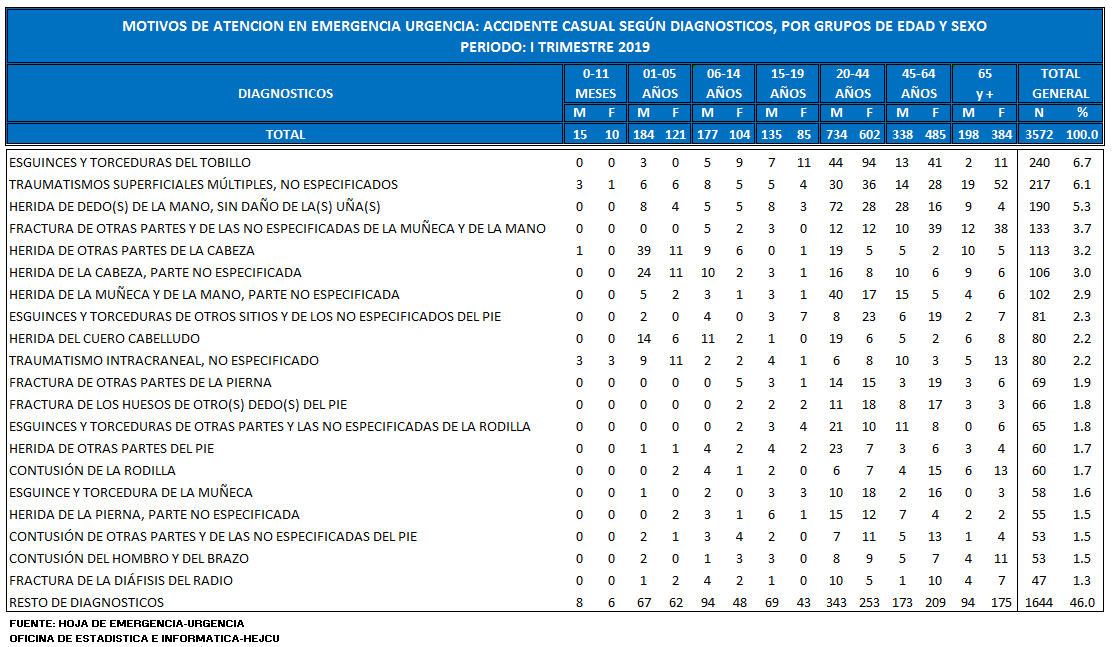 MOTIVOS DE ATENCION EN EMERGENCIA URGENCIA: ACCIDENTE CASUAL SEGÚN DIAGNOSTICOS, POR GRUPOS DE EDAD Y SEXO
PERIODO: I TRIMESTRE 2019
DIAGNOSTICOS 0-11 MESES 01-05 AÑOS 06-14 AÑOS 15-19 AÑOS 20-44 AÑOS 45-64 AÑOS 65 y + TOTAL GENERAL
M F M F M F M F M F M F M F N %
TOTAL 15 10 184 121 177 104 135 85 734 602 338 485 198 384 3572 100.0
ESGUINCES Y TORCEDURAS DEL TOBILLO 0 0 3 0 5 9 7 11 44 94 13 41 2 11 240 6.7
TRAUMATISMOS SUPERFICIALES MÚLTIPLES, NO ESPECIFICADOS 3 1 6 6 8 5 5 4 30 36 14 28 19 52 217 6.1
HERIDA DE DEDO(S) DE LA MANO, SIN DAÑO DE LA(S) UÑA(S) 0 0 8 4 5 5 8 3 72 28 28 16 9 4 190 5.3
FRACTURA DE OTRAS PARTES Y DE LAS NO ESPECIFICADAS DE LA MUÑECA Y DE LA MANO 0 0 0 0 5 2 3 0 12 12 10 39 12 38 133 3.7
HERIDA DE OTRAS PARTES DE LA CABEZA 1 0 39 11 9 6 0 1 19 5 5 2 10 5 113 3.2
HERIDA DE LA CABEZA, PARTE NO ESPECIFICADA 0 0 24 11 10 2 3 1 16 8 10 6 9 6 106 3.0
HERIDA DE LA MUÑECA Y DE LA MANO, PARTE NO ESPECIFICADA 0 0 5 2 3 1 3 1 40 17 15 5 4 6 102 2.9
ESGUINCES Y TORCEDURAS DE OTROS SITIOS Y DE LOS NO ESPECIFICADOS DEL PIE 0 0 2 0 4 0 3 7 8 23 6 19 2 7 81 2.3
HERIDA DEL CUERO CABELLUDO 0 0 14 6 11 2 1 0 19 6 5 2 6 8 80 2.2
TRAUMATISMO INTRACRANEAL, NO ESPECIFICADO 3 3 9 11 2 2 4 1 6 8 10 3 5 13 80 2.2
FRACTURA DE OTRAS PARTES DE LA PIERNA 0 0 0 0 0 5 3 1 14 15 3 19 3 6 69 1.9
FRACTURA DE LOS HUESOS DE OTRO(S) DEDO(S) DEL PIE 0 0 0 0 0 2 2 2 11 18 8 17 3 3 66 1.8
ESGUINCES Y TORCEDURAS DE OTRAS PARTES Y LAS NO ESPECIFICADAS DE LA RODILLA 0 0 0 0 0 2 3 4 21 10 11 8 0 6 65 1.8
HERIDA DE OTRAS PARTES DEL PIE 0 0 1 1 4 2 4 2 23 7 3 6 3 4 60 1.7
CONTUSIÓN DE LA RODILLA 0 0 0 2 4 1 2 0 6 7 4 15 6 13 60 1.7
ESGUINCE Y TORCEDURA DE LA MUÑECA 0 0 1 0 2 0 3 3 10 18 2 16 0 3 58 1.6
HERIDA DE LA PIERNA, PARTE NO ESPECIFICADA 0 0 0 2 3 1 6 1 15 12 7 4 2 2 55 1.5
CONTUSIÓN DE OTRAS PARTES Y DE LAS NO ESPECIFICADAS DEL PIE 0 0 2 1 3 4 2 0 7 11 5 13 1 4 53 1.5
CONTUSIÓN DEL HOMBRO Y DEL BRAZO 0 0 2 0 1 3 3 0 8 9 5 7 4 11 53 1.5
FRACTURA DE LA DIÁFISIS DEL RADIO 0 0 1 2 4 2 1 0 10 5 1 10 4 7 47 1.3
RESTO DE DIAGNOSTICOS 8 6 67 62 94 48 69 43 343 253 173 209 94 175 1644 46.0
FUENTE: HOJA DE EMERGENCIA-URGENCIA
OFICINA DE ESTADISTICA E INFORMATICA-HEJCU